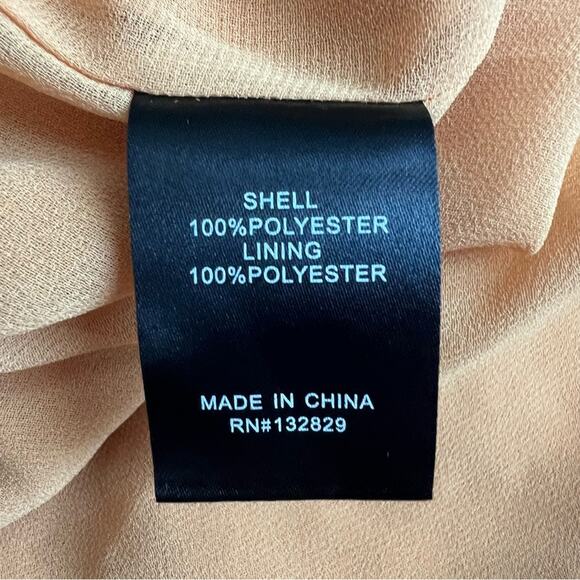 SHELL
100%POLYESTER
LINING
100%POLYESTER
MADE IN CHINA
RN#132829